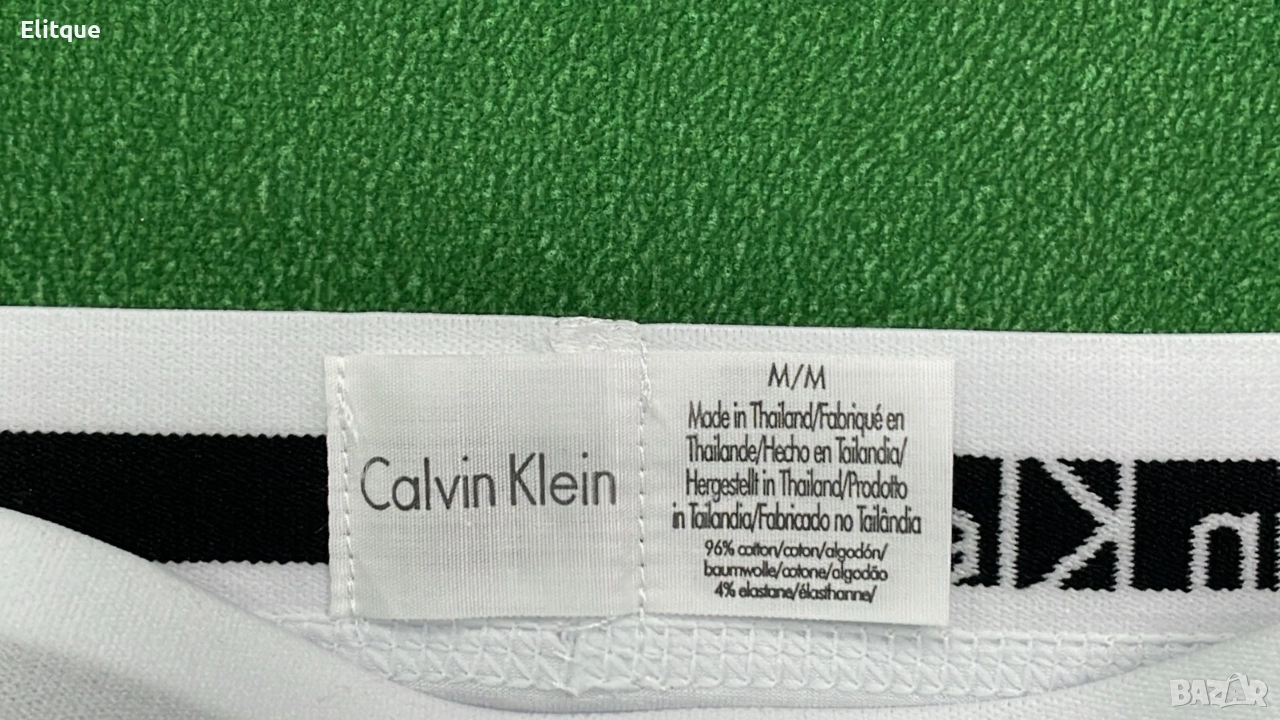 Elitque
Calvin Klein
M/M
Made in Thailand/Fabriqué en
Thailande/Hecho en Tailandia/
Hergestellt in Thailand/Prodotto
in Tailandia/Fabricado no Tailândia
96% cotton/coton/algodón/
baumwolle/cotone/algodão
4% elastane/élasthanne/
BAZAR